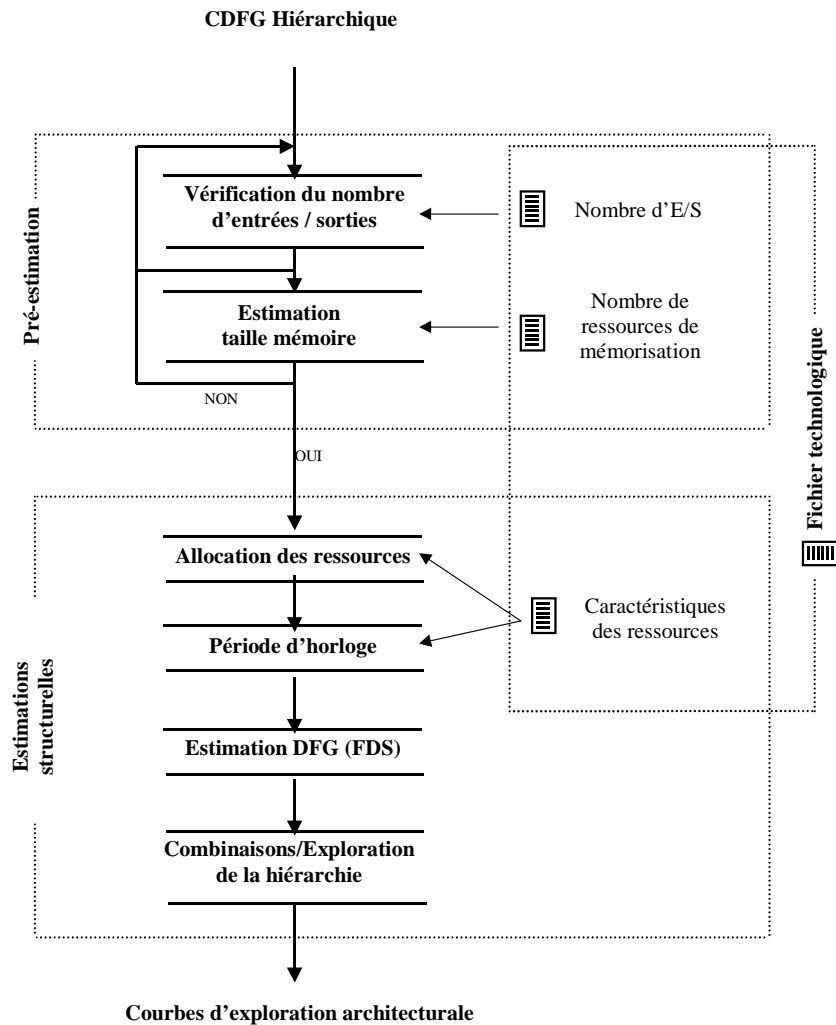 CDFG Hiérarchique
Pré-estimation
Vérification du nombre
d'entrées / sorties
Nombre d'E/S
Estimation
taille mémoire
Nombre de
ressources de
mémorisation
NON
OUI
Fichier technologique
Estimations
structurelles
Allocation des ressources
Période d'horloge
Caractéristiques
des ressources
Estimation DFG (FDS)
Combinaisons/Exploration
de la hiérarchie
Courbes d'exploration architecturale